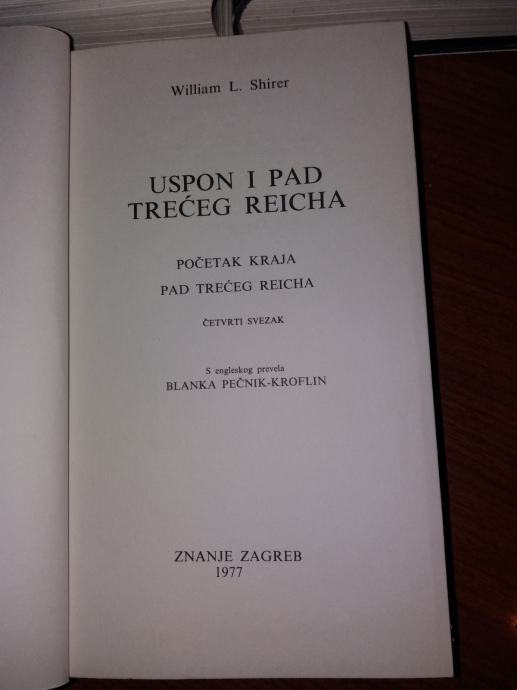 William L. Shirer
USPON I PAD
TREĆEG REICHA
POČETAK KRAJA
PAD TREĆEG REICHA
ČETVRTI SVEZAK
S engleskog prevela
BLANKA PEČNIK-KROFLIN
ZNANJE ZAGREB
1977